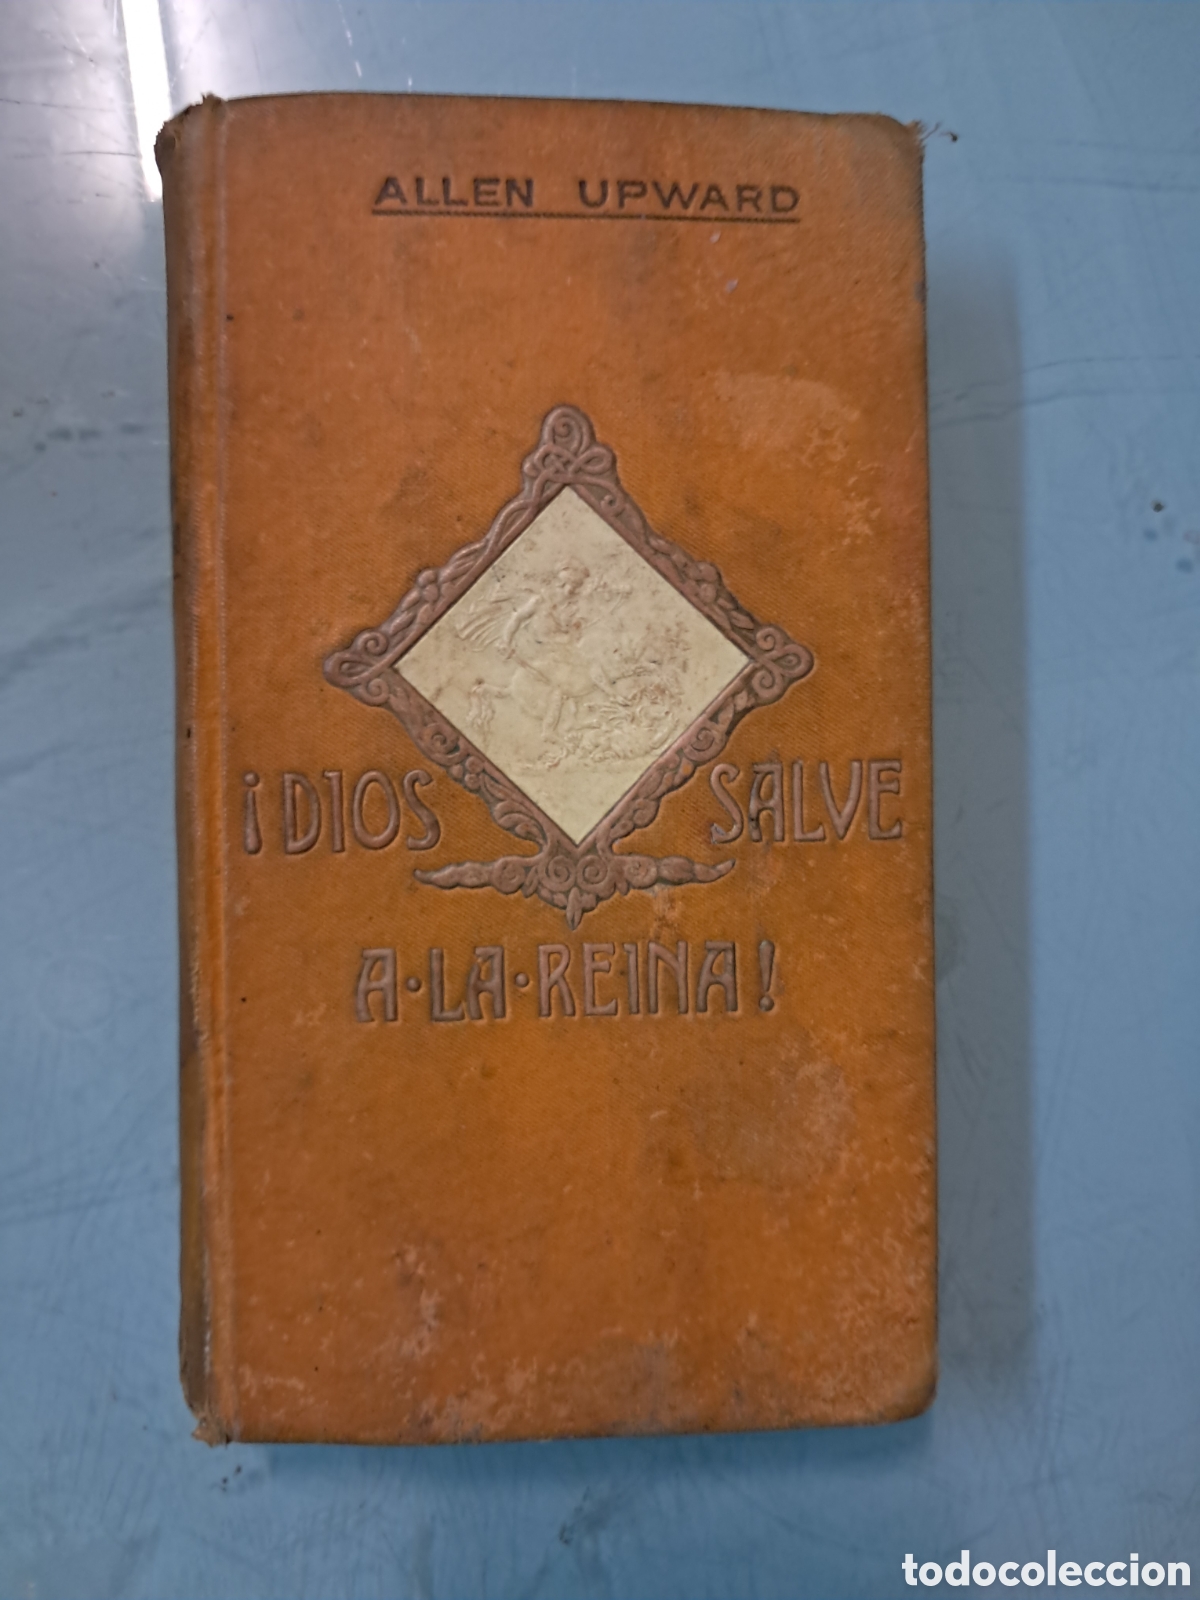 ALLEN UPWARD
¡DIOS SALVE
A·LA·REINA!
todocoleccion